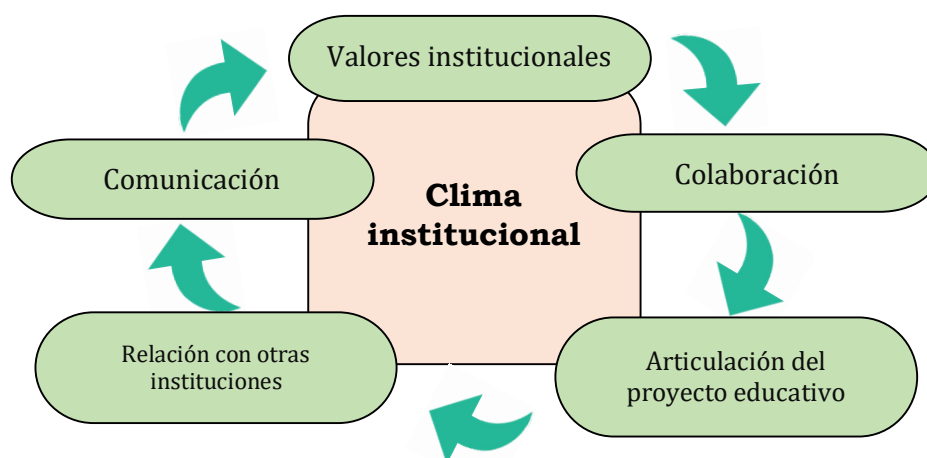 Valores institucionales
Comunicación
Colaboración
Clima
institucional
Relación con otras
instituciones
Articulación del
proyecto educativo